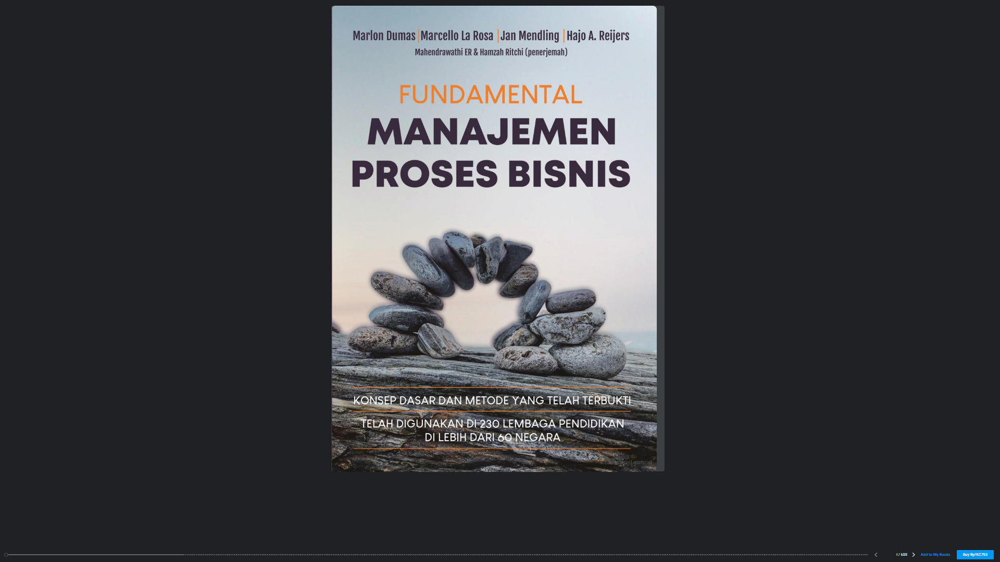 Marlon Dumas | Marcello La Rosa | Jan Mendling | Hajo A. Reijers
Mahendrawathi ER & Hamzah Ritchi (penerjemah)
FUNDAMENTAL
MANAJEMEN
PROSES BISNIS
KONSEP DASAR DAN METODE YANG TELAH TERBUKTI
TELAH DIGUNAKAN DI 230 LEMBAGA PENDIDIKAN
DI LEBIH DARI 60 NEGARA
Copyrighted material
1 / 685
Add to My Books
Buy Rp157,753